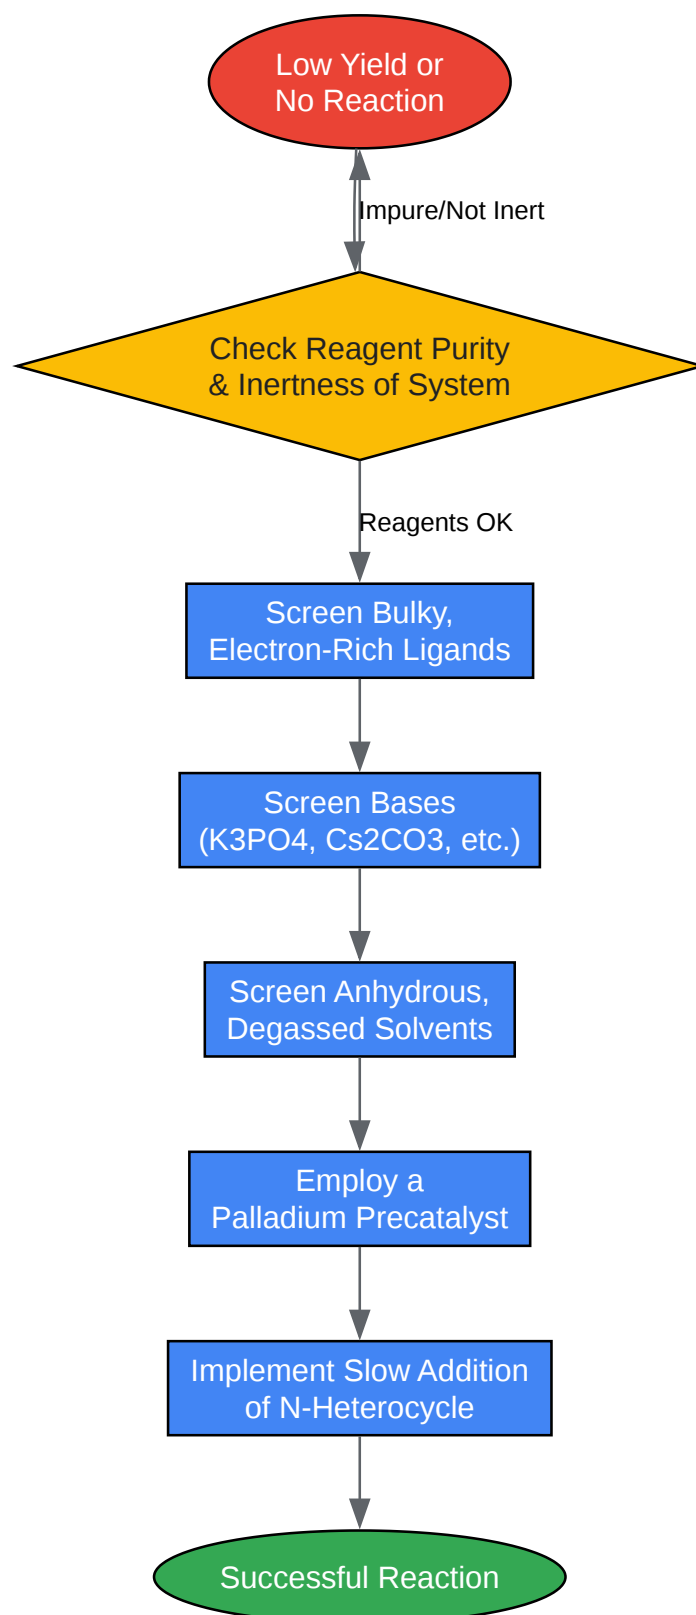 Low Yield or
No Reaction
Impure/Not Inert
Check Reagent Purity
& Inertness of System
Reagents OK
Screen Bulky,
Electron-Rich Ligands
Screen Bases
(K3PO4, Cs2CO3, etc.)
Screen Anhydrous,
Degassed Solvents
Employ a
Palladium Precatalyst
Implement Slow Addition
of N-Heterocycle
Successful Reaction